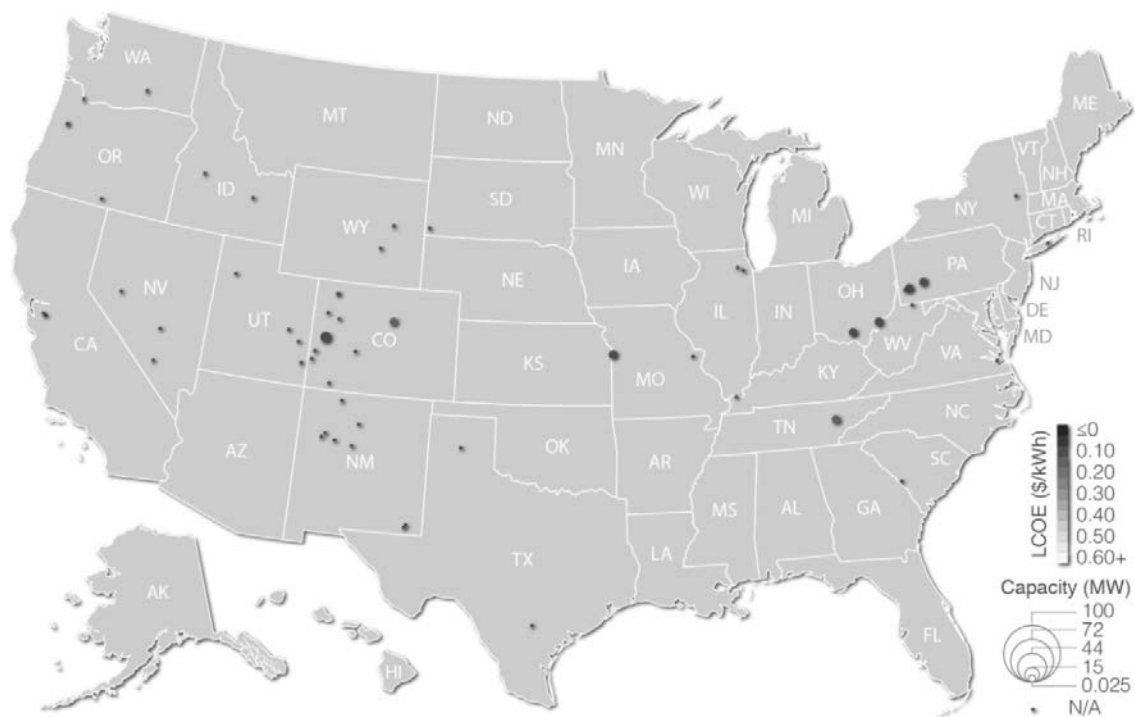 WA
MT
ND
MN
ME
VT
NH
OR
ID
SD
WI
MI
NY
MA
CT
RI
WY
IA
PA
NJ
NE
NV
UT
CO
IL
IN
OH
DE
MD
WV
VA
CA
KS
MO
KY
NC
TN
AZ
NM
OK
AR
SC
MS
AL
GA
TX
LA
AK
HI
FL
LCOE ($/kWh)
≤0
0.10
0.20
0.30
0.40
0.50
0.60+
Capacity (MW)
100
72
44
15
0.025
N/A